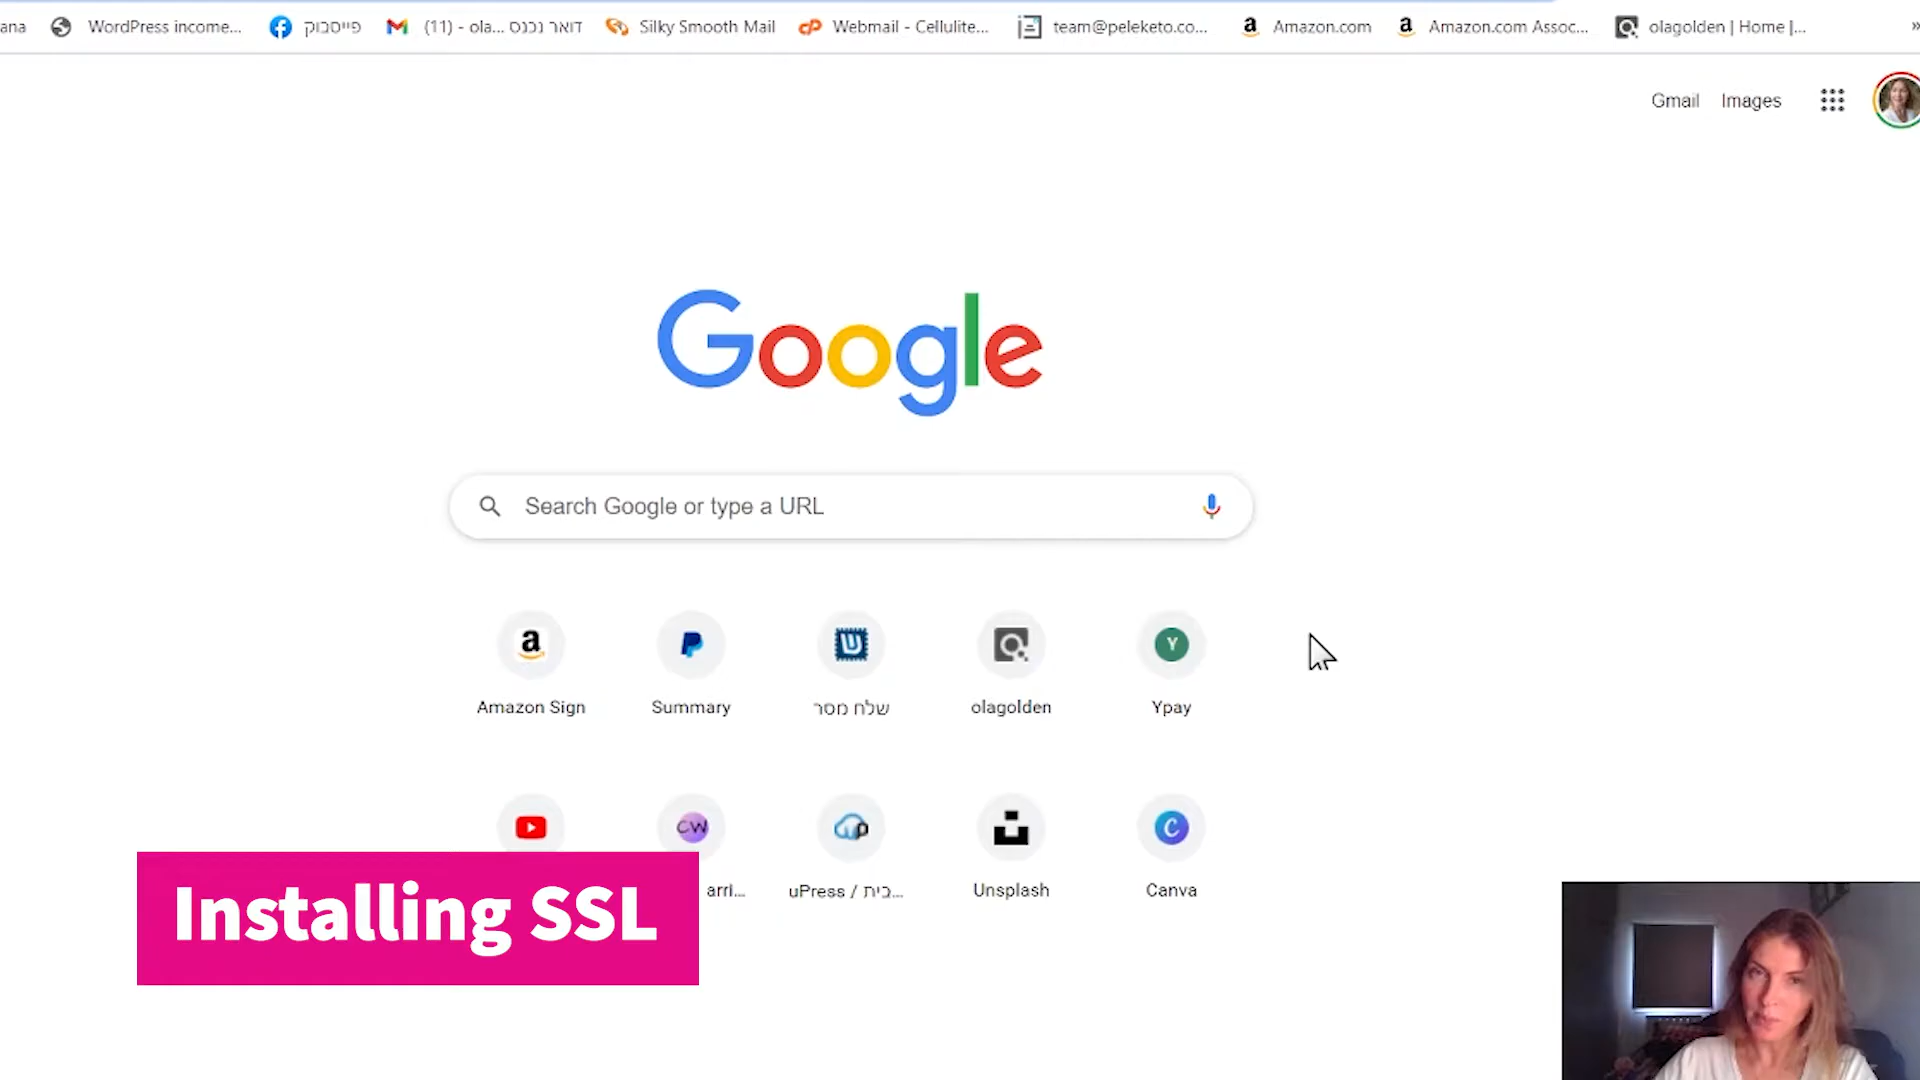 ana WordPress income... פייסבוק דואר נכנס (11) - ola... Silky Smooth Mail Webmail - Cellulite... team@peleketo.co... Amazon.com Amazon.com Assoc... olagolden | Home |...
Gmail Images
Google
Search Google or type a URL
Amazon Sign Summary שלח מסר olagolden Ypay
arri... uPress / בית... Unsplash Canva
Installing SSL